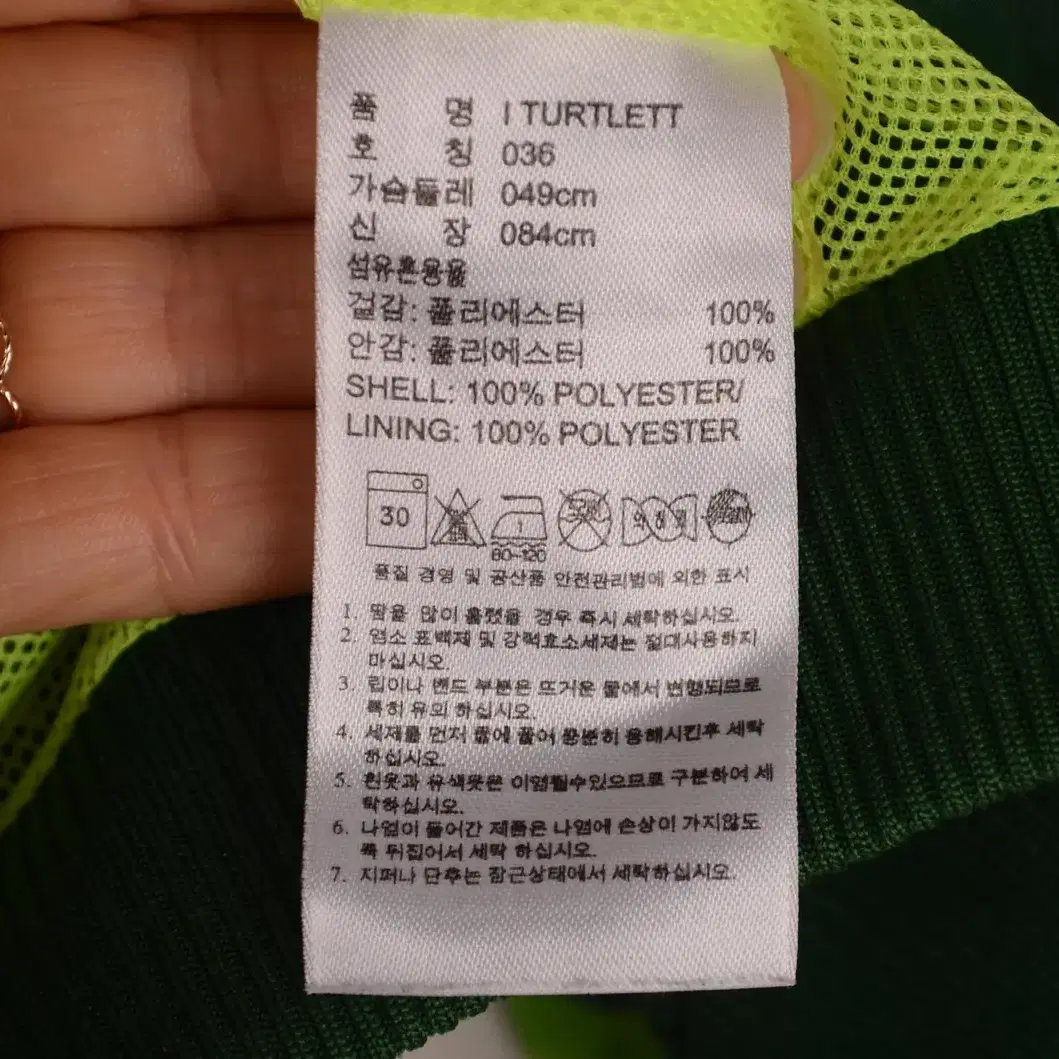 품 명 I TURTLETT
호 칭 036
가슴둘레 049cm
신 장 084cm
섬유혼용율
겉감: 폴리에스터 100%
안감: 폴리에스터 100%
SHELL: 100% POLYESTER/
LINING: 100% POLYESTER
30
80~120
품질 경영 및 공산품 안전관리법에 의한 표시
1. 땀을 많이 흘렸을 경우 즉시 세탁하십시오.
2. 염소 표백제 및 강력효소세제는 절대사용하지
마십시오.
3. 립이나 밴드 부분은 뜨거운 물에서 변형되므로
특히 유의 하십시오.
4. 세제를 먼저 물에 풀어 충분히 용해시킨후 세탁
하십시오.
5. 흰옷과 유색옷은 이염될수있으므로 구분하여 세
탁하십시오.
6. 나염이 들어간 제품은 나염에 손상이 가지않도
록 뒤집어서 세탁 하십시오.
7. 지퍼나 단추는 잠근상태에서 세탁하십시오.